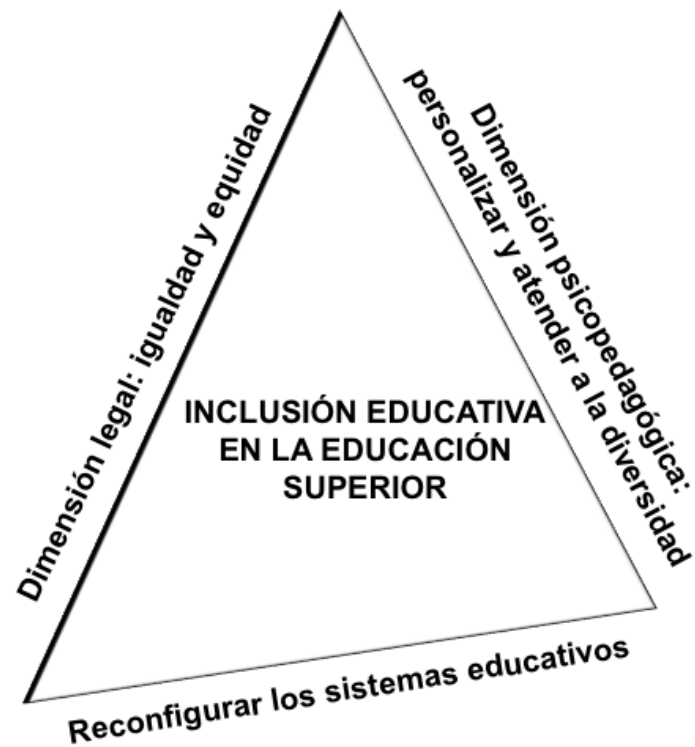 Dimensión legal: igualdad y equidad
Dimensión psicopedagógica:
personalizar y atender a la diversidad
INCLUSIÓN EDUCATIVA
EN LA EDUCACIÓN
SUPERIOR
Reconfigurar los sistemas educativos